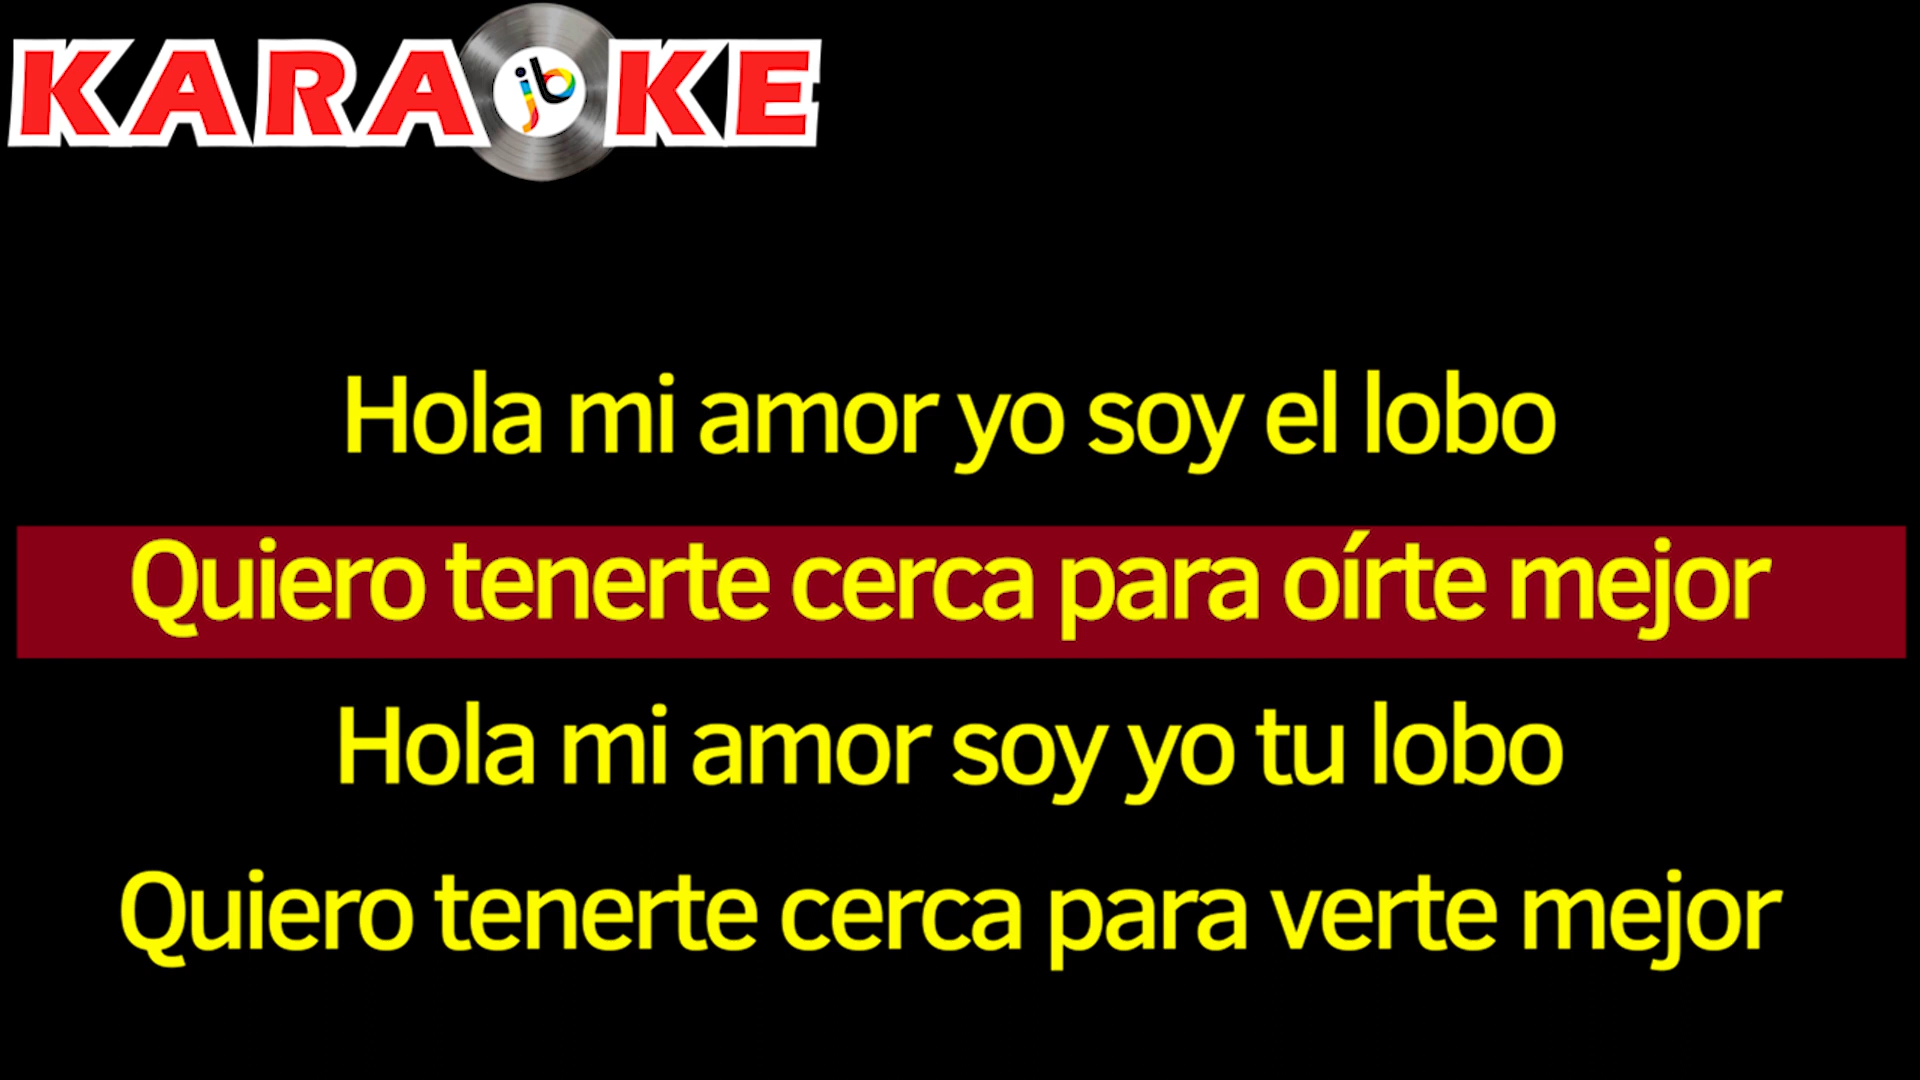 KARAOKE
jb
Hola mi amor yo soy el lobo
Quiero tenerte cerca para oírte mejor
Hola mi amor soy yo tu lobo
Quiero tenerte cerca para verte mejor